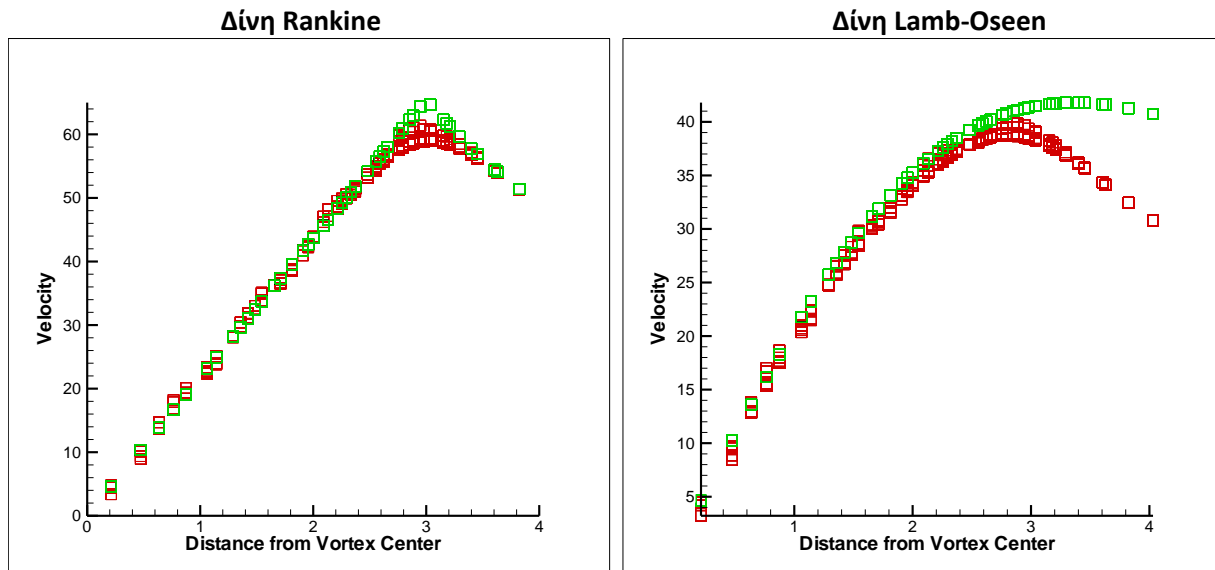 Δίνη Rankine
Δίνη Lamb-Oseen
Velocity
60
50
40
30
20
10
0
0 1 2 3 4
Distance from Vortex Center
Velocity
40
35
30
25
20
15
10
5
1 2 3 4
Distance from Vortex Center